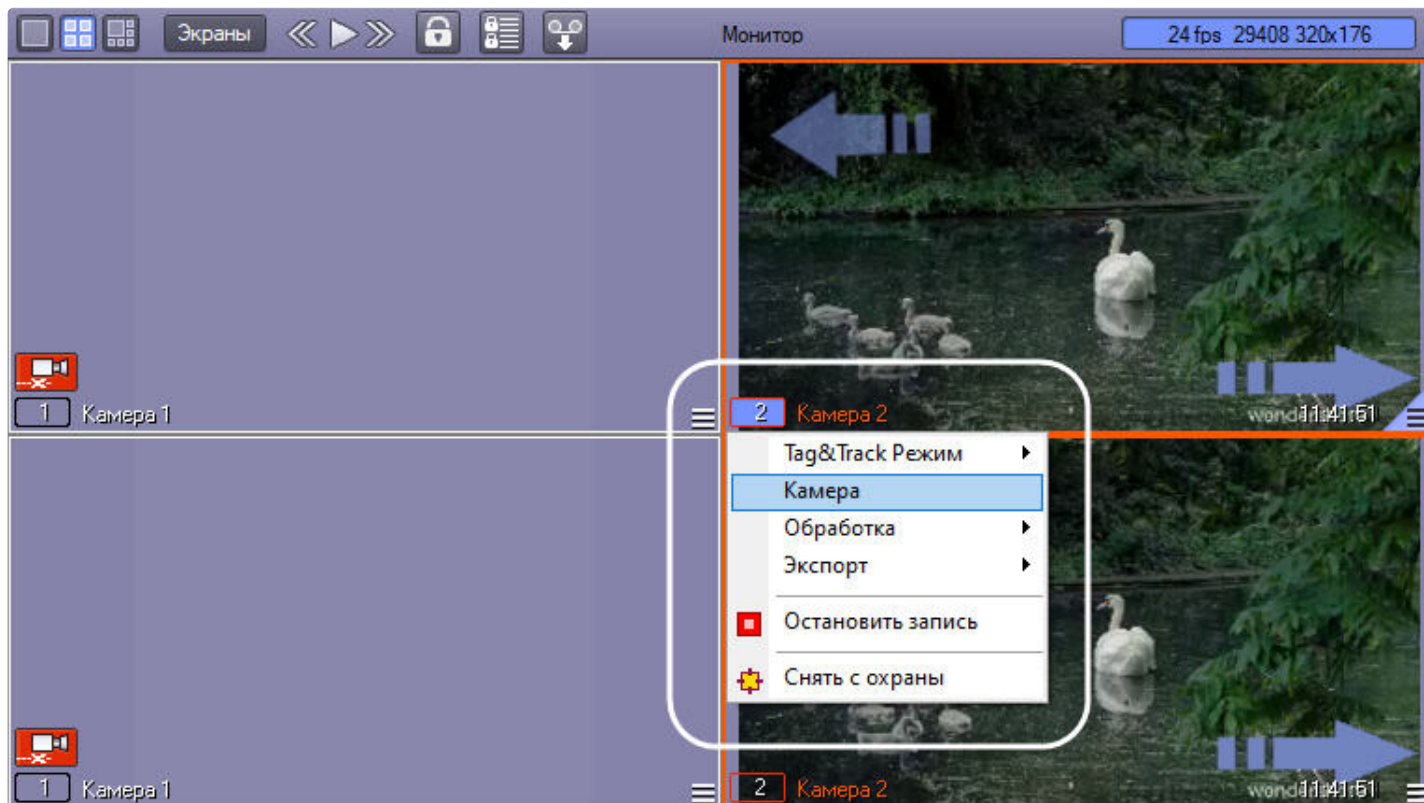 Экраны
Монитор
24 fps 29408 320x176
1 Камера 1
2 Камера 2
11:41:51
Tag&Track Режим
Камера
Обработка
Экспорт
Остановить запись
Снять с охраны
1 Камера 1
2 Камера 2
11:41:51